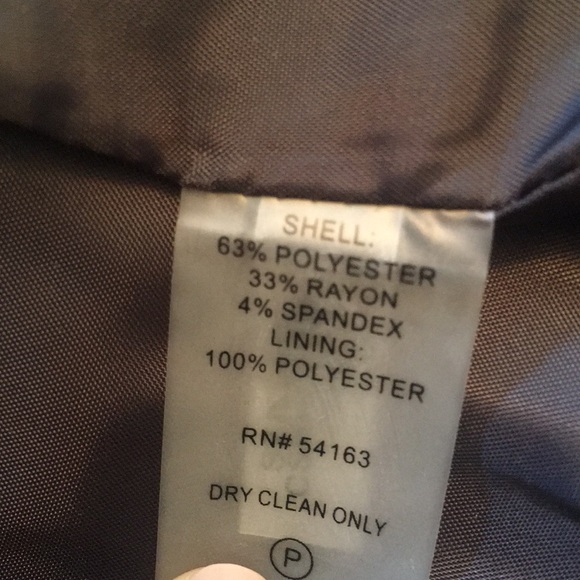 SHELL:
63% POLYESTER
33% RAYON
4% SPANDEX
LINING:
100% POLYESTER
RN# 54163
DRY CLEAN ONLY
P